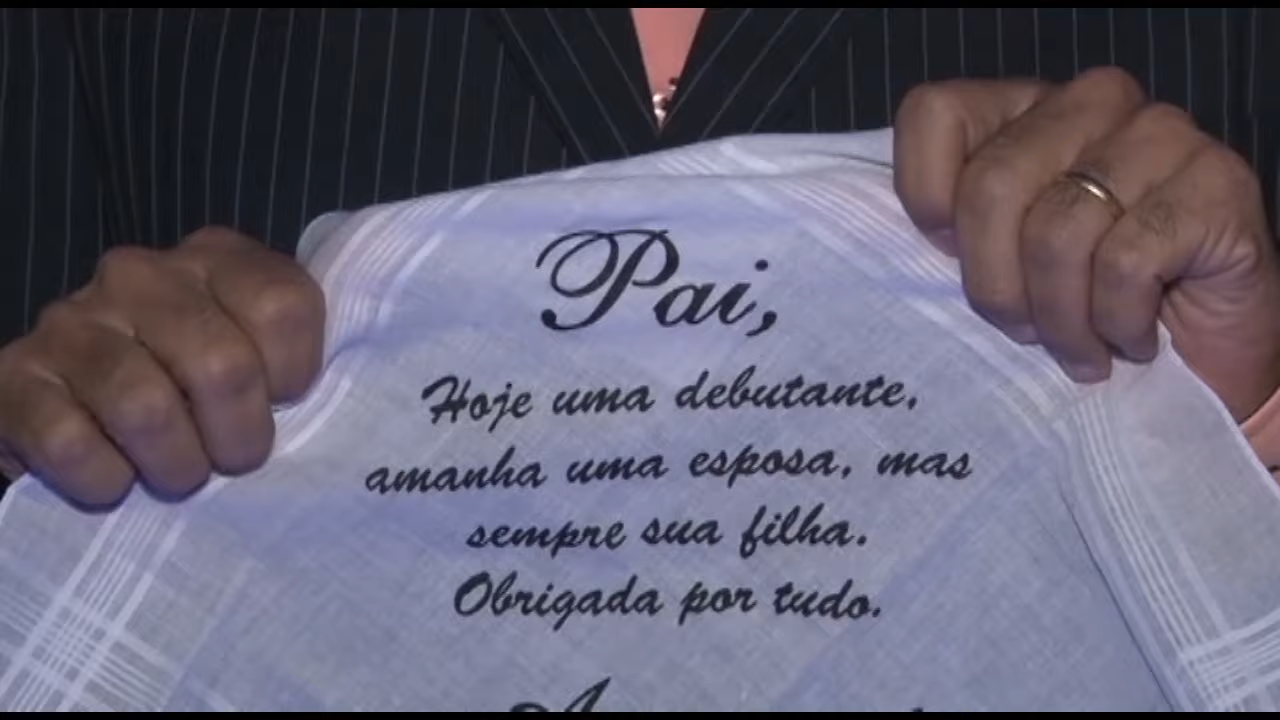 Pai,
Hoje uma debutante,
amanha uma esposa, mas
sempre sua filha.
Obrigada por tudo.